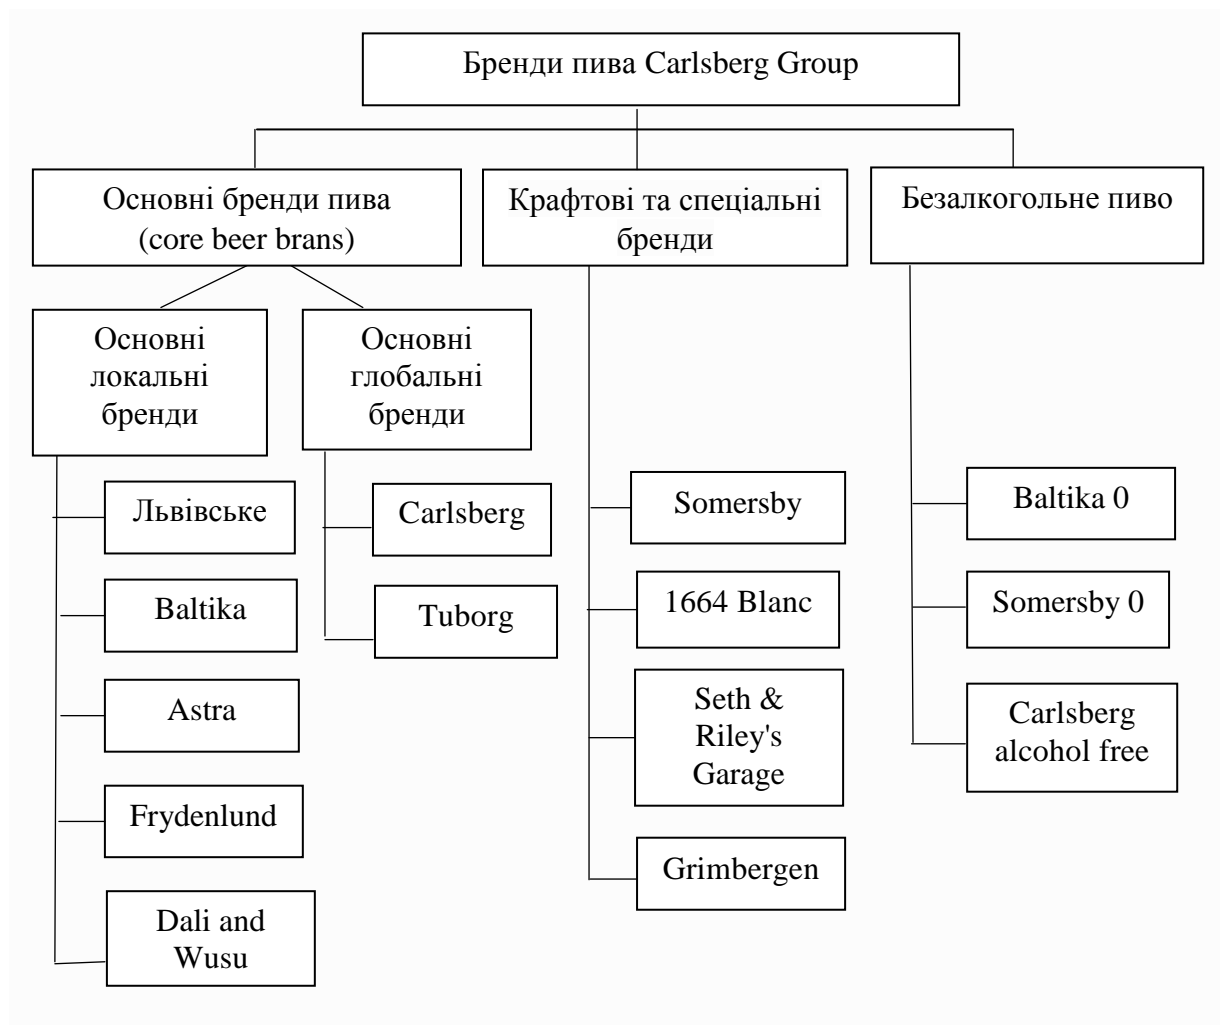 Бренди пива Carlsberg Group
Основні бренди пива
(core beer brans)
Крафтові та спеціальні
бренди
Безалкогольне пиво
Основні
локальні
бренди
Основні
глобальні
бренди
Львівське
Baltika
Astra
Frydenlund
Dali and
Wusu
Carlsberg
Tuborg
Somersby
1664 Blanc
Seth &
Riley's
Garage
Grimbergen
Baltika 0
Somersby 0
Carlsberg
alcohol free